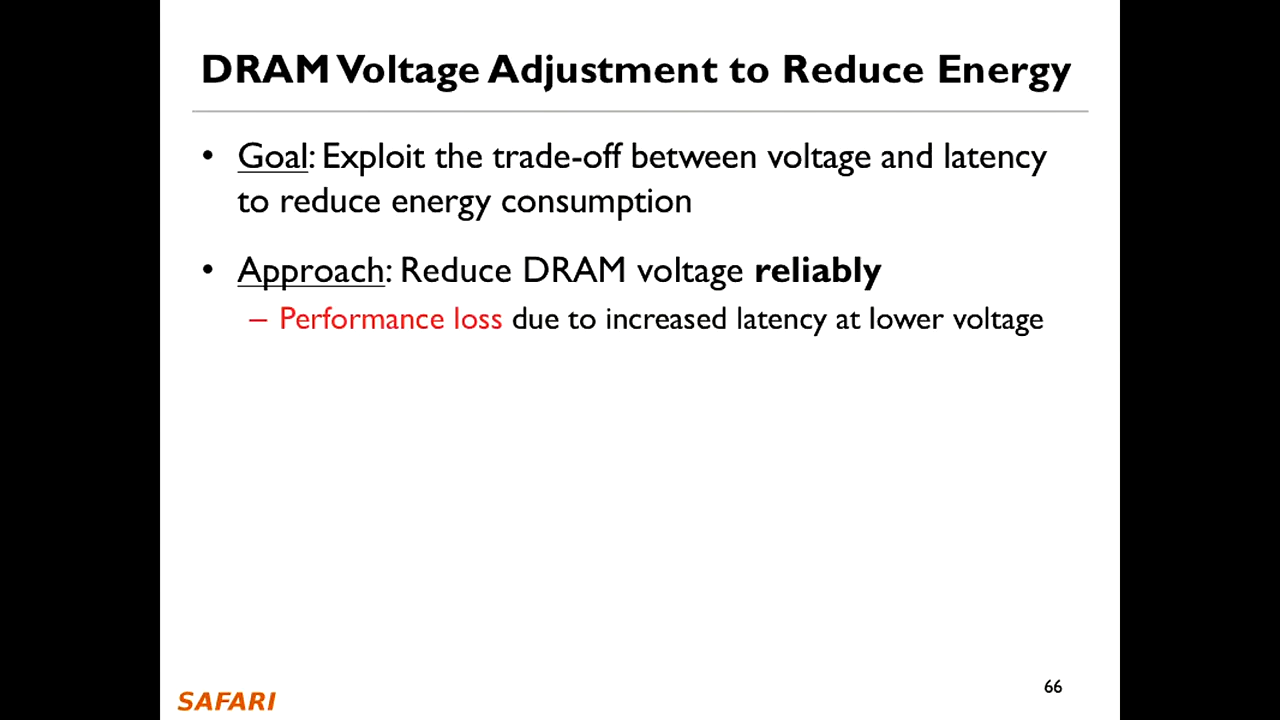 DRAM Voltage Adjustment to Reduce Energy
• Goal: Exploit the trade-off between voltage and latency
to reduce energy consumption
• Approach: Reduce DRAM voltage reliably
– Performance loss due to increased latency at lower voltage
SAFARI
66